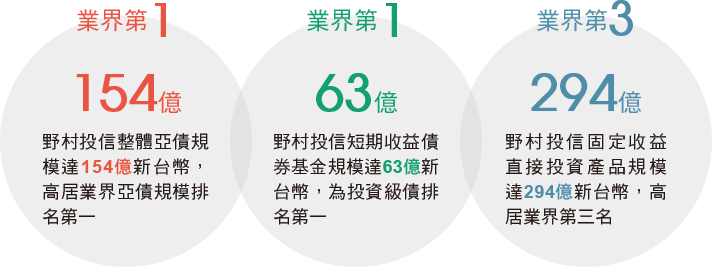 業界第1
154億
野村投信整體亞債規
模達154億新台幣，
高居業界亞債規模排
名第一
業界第1
63億
野村投信短期收益債
券基金規模達63億新
台幣，為投資級債排
名第一
業界第3
294億
野村投信固定收益
直接投資產品規模
達294億新台幣，高
居業界第三名